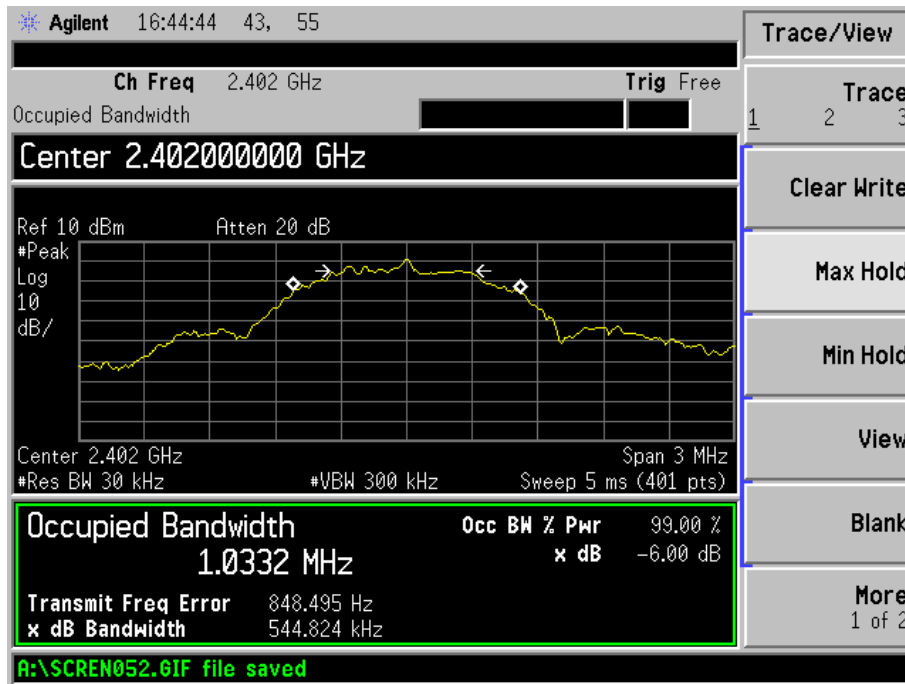 Agilent 16:44:44 43, 55
Trace/View
Ch Freq 2.402 GHz Trig Free
Occupied Bandwidth
Trace
1 2 3
Center 2.402000000 GHz
Clear Write
Ref 10 dBm Atten 20 dB
#Peak
Log
10
dB/
Max Hold
Min Hold
Center 2.402 GHz Span 3 MHz
#Res BW 30 kHz #VBW 300 kHz Sweep 5 ms (401 pts)
View
Occupied Bandwidth
1.0332 MHz
Occ BW % Pwr 99.00 %
x dB -6.00 dB
Blank
Transmit Freq Error 848.495 Hz
x dB Bandwidth 544.824 kHz
More
1 of 2
A:\SCREN052.GIF file saved